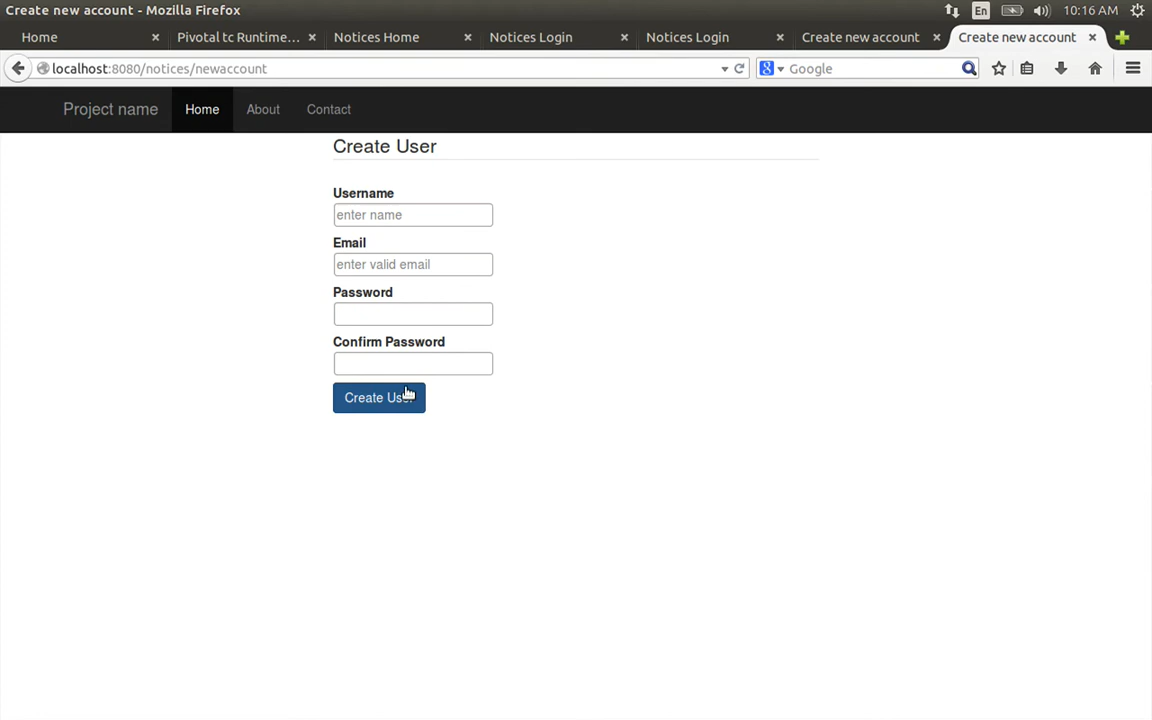 Create new account - Mozilla Firefox
En
10:16 AM
Home
Pivotal tc Runtime...
Notices Home
Notices Login
Notices Login
Create new account
Create new account
localhost:8080/notices/newaccount
Google
Project name
Home
About
Contact
Create User
Username
enter name
Email
enter valid email
Password
Confirm Password
Create User